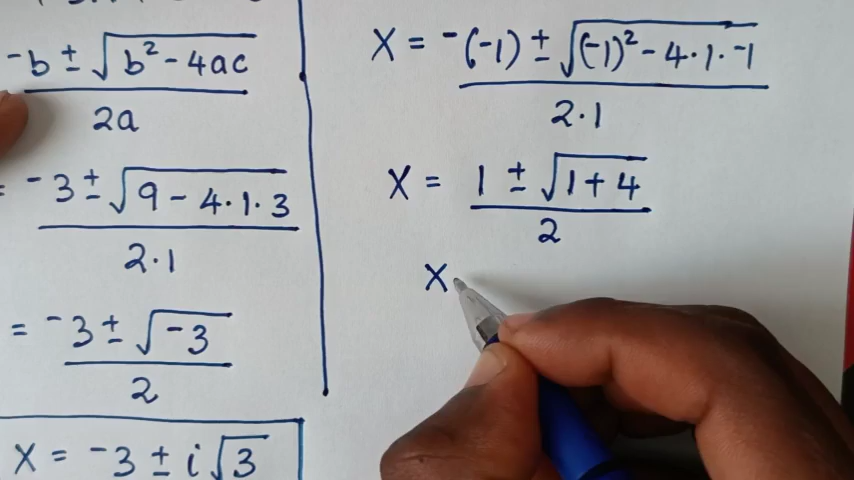 -b ± √(b² - 4ac)
2a
= -3 ± √(9 - 4·1·3)
2·1
= -3 ± √(-3)
2
x = -3 ± i√3
x = -(-1) ± √((-1)² - 4·1·-1)
2·1
x = 1 ± √(1+4)
2
x